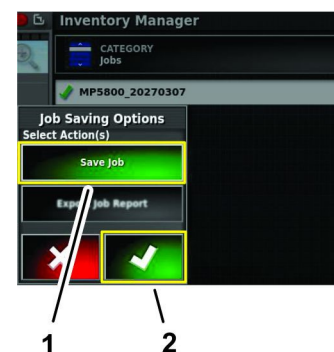 Inventory Manager
CATEGORY
Jobs
MP5800_20270307
Job Saving Options
Select Action(s)
Save Job
Export Job Report
1
2